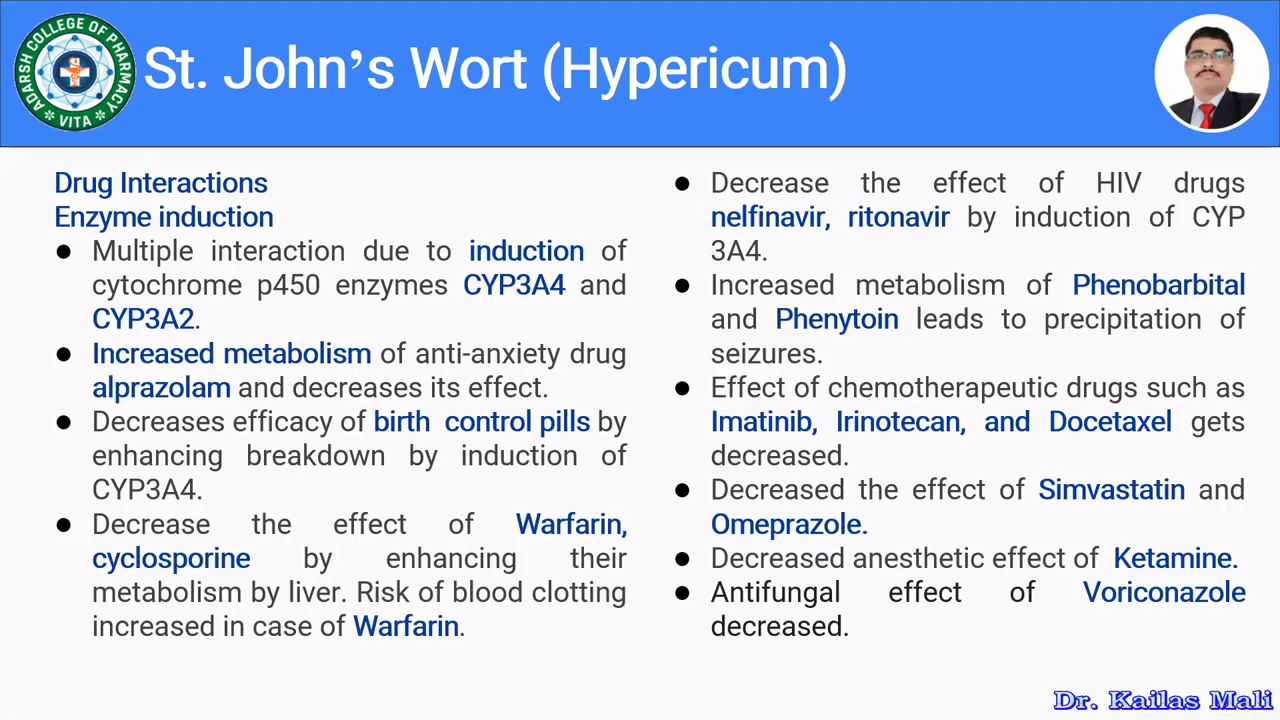 ADARSH COLLEGE OF PHARMACY
* VITA *
St. John’s Wort (Hypericum)
Drug Interactions
Enzyme induction
● Multiple interaction due to induction of
cytochrome p450 enzymes CYP3A4 and
CYP3A2.
● Increased metabolism of anti-anxiety drug
alprazolam and decreases its effect.
● Decreases efficacy of birth control pills by
enhancing breakdown by induction of
CYP3A4.
● Decrease the effect of Warfarin,
cyclosporine by enhancing their
metabolism by liver. Risk of blood clotting
increased in case of Warfarin.
● Decrease the effect of HIV drugs
nelfinavir, ritonavir by induction of CYP
3A4.
● Increased metabolism of Phenobarbital
and Phenytoin leads to precipitation of
seizures.
● Effect of chemotherapeutic drugs such as
Imatinib, Irinotecan, and Docetaxel gets
decreased.
● Decreased the effect of Simvastatin and
Omeprazole.
● Decreased anesthetic effect of Ketamine.
● Antifungal effect of Voriconazole
decreased.
Dr. Kailas Mali